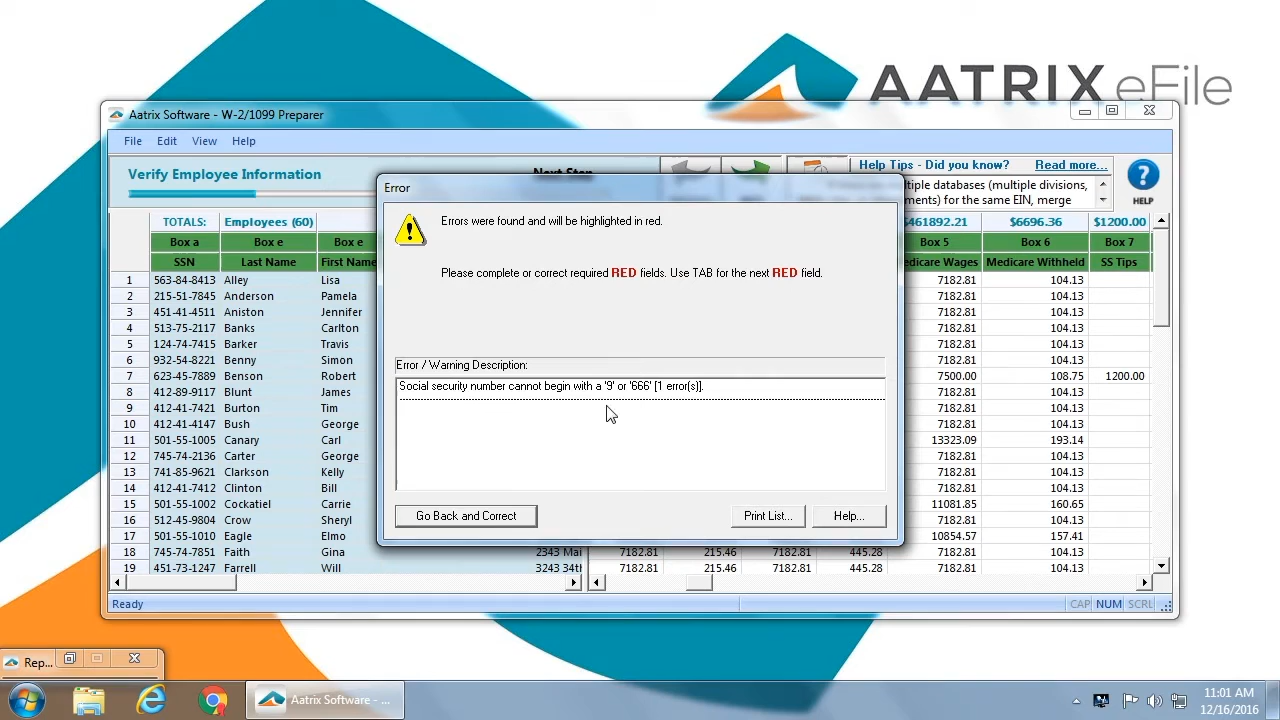 AATRIX eFile
Aatrix Software - W-2/1099 Preparer
File Edit View Help
Verify Employee Information
Next Step
Help Tips - Did you know? Read more...
databases (multiple divisions,
for the same EIN, merge
HELP
TOTALS: Employees (60) $6696.36 $1200.00
Box a Box e Box e Box 5 Box 6 Box 7
SSN Last Name First Name Wages Medicare Withheld SS Tips
1 563-84-8413 Alley Lisa 7182.81 104.13
2 215-51-7845 Anderson Pamela 7182.81 104.13
3 451-41-4511 Aniston Jennifer 7182.81 104.13
4 513-75-2117 Banks Carlton 7182.81 104.13
5 124-74-7415 Barker Travis 7182.81 104.13
6 932-54-8221 Benny Simon 7182.81 104.13
7 623-45-7889 Benson Robert 7500.00 108.75 1200.00
8 412-89-9117 Blunt James 7182.81 104.13
9 412-41-7421 Burton Tim 7182.81 104.13
10 412-41-4147 Bush George 7182.81 104.13
11 501-55-1005 Canary Carl 13323.09 193.14
12 745-74-2136 Carter George 7182.81 104.13
13 741-85-9621 Clarkson Kelly 7182.81 104.13
14 412-41-7412 Clinton Bill 7182.81 104.13
15 501-55-1002 Cockatiel Carrie 11081.85 160.65
16 512-45-9804 Crow Sheryl 7182.81 104.13
17 501-55-1010 Eagle Elmo 10854.57 157.41
18 745-74-7851 Faith Gina 2343 Mai 7182.81 215.46 7182.81 445.28 7182.81 104.13
19 451-73-1247 Farrell Will 3243 34th 7182.81 215.46 7182.81 445.28 7182.81 104.13
Ready CAP NUM SCRL
Error
Errors were found and will be highlighted in red.
Please complete or correct required RED fields. Use TAB for the next RED field.
Error / Warning Description:
Social security number cannot begin with a '9' or '666' [1 error(s)].
Go Back and Correct Print List... Help...
Rep...
Aatrix Software - ...
11:01 AM
12/16/2016